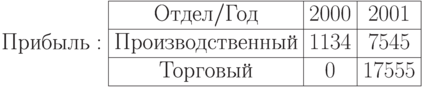 Отдел/Год 2000 2001
Прибыль: Производственный 1134 7545
Торговый 0 17555